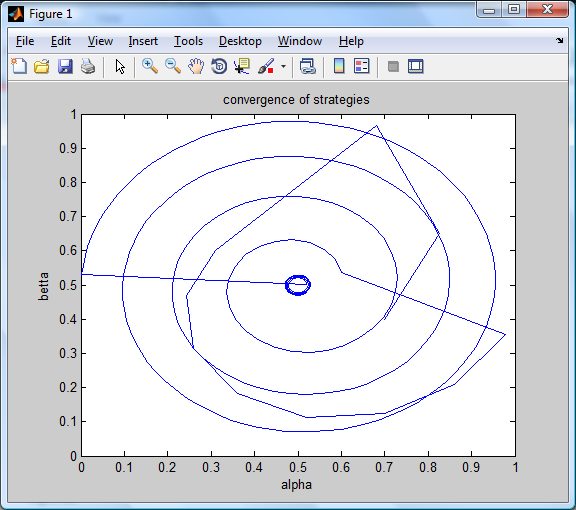 Figure 1
File Edit View Insert Tools Desktop Window Help
convergence of strategies
1
0.9
0.8
0.7
0.6
0.5
0.4
0.3
0.2
0.1
0
betta
0 0.1 0.2 0.3 0.4 0.5 0.6 0.7 0.8 0.9 1
alpha